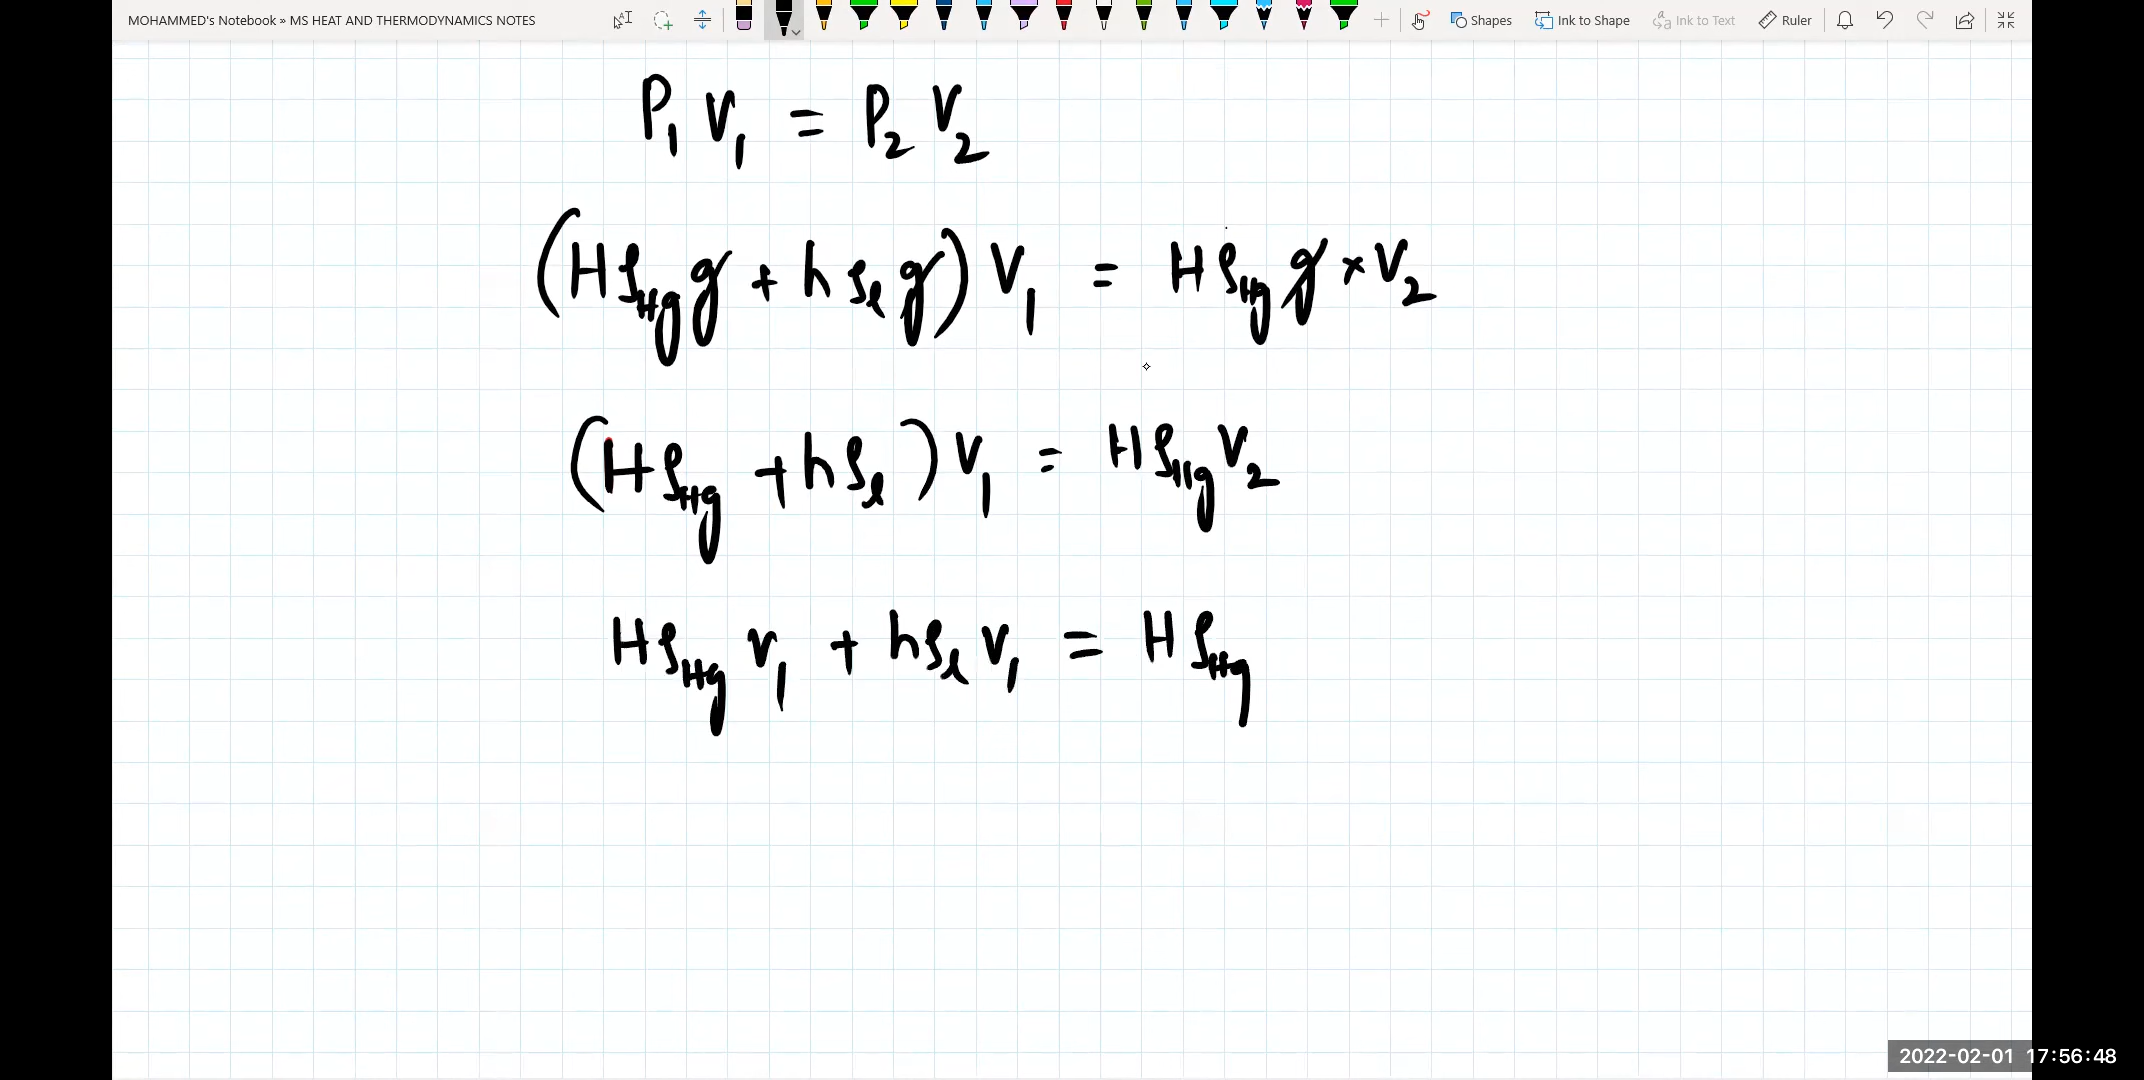 MOHAMMED's Notebook » MS HEAT AND THERMODYNAMICS NOTES
Shapes Ink to Shape Ink to Text Ruler
P₁ V₁ = P₂ V₂
(Hρ_Hg g + hρ_l g) V₁ = Hρ_Hg g × V₂
(Hρ_Hg + hρ_l) V₁ = Hρ_Hg V₂
Hρ_Hg V₁ + hρ_l V₁ = Hρ_Hg
2022-02-01 17:56:48